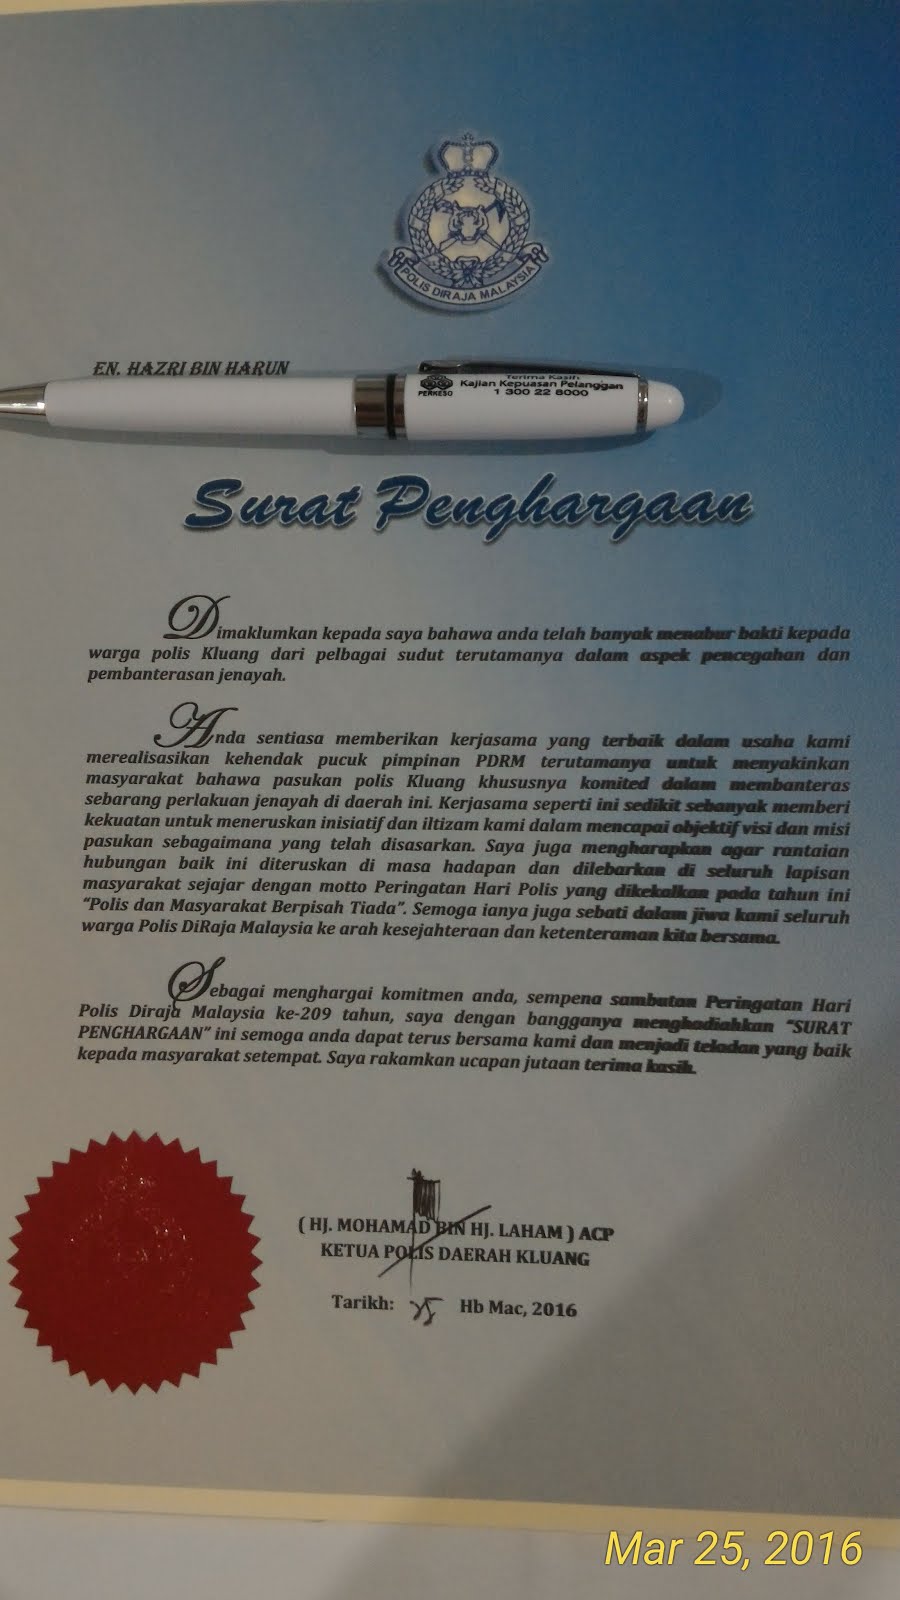 POLIS DIRAJA MALAYSIA
EN. HAZRI BIN HARUN
Terima Kasih
Kajian Kepuasan Pelanggan
PERKESO
1 300 22 8000
Surat Penghargaan
Dimaklumkan kepada saya bahawa anda telah banyak menabur bakti kepada
warga polis Kluang dari pelbagai sudut terutamanya dalam aspek pencegahan dan
pembanterasan jenayah.
Anda sentiasa memberikan kerjasama yang terbaik dalam usaha kami
merealisasikan kehendak pucuk pimpinan PDRM terutamanya untuk menyakinkan
masyarakat bahawa pasukan polis Kluang khususnya komited dalam membanteras
sebarang perlakuan jenayah di daerah ini. Kerjasama seperti ini sedikit sebanyak memberi
kekuatan untuk meneruskan inisiatif dan iltizam kami dalam mencapai objektif visi dan misi
pasukan sebagaimana yang telah disasarkan. Saya juga mengharapkan agar rantaian
hubungan baik ini diteruskan di masa hadapan dan dilebarkan di seluruh lapisan
masyarakat sejajar dengan motto Peringatan Hari Polis yang dikekalkan pada tahun ini
“Polis dan Masyarakat Berpisah Tiada”. Semoga ianya juga sebati dalam jiwa kami seluruh
warga Polis DiRaja Malaysia ke arah kesejahteraan dan ketenteraman kita bersama.
Sebagai menghargai komitmen anda, sempena sambutan Peringatan Hari
Polis Diraja Malaysia ke-209 tahun, saya dengan bangganya menghadiahkan “SURAT
PENGHARGAAN” ini semoga anda dapat terus bersama kami dan menjadi teladan yang baik
kepada masyarakat setempat. Saya rakamkan ucapan jutaan terima kasih.
( HJ. MOHAMAD BIN HJ. LAHAM ) ACP
KETUA POLIS DAERAH KLUANG
Tarikh: 25 Hb Mac, 2016
Mar 25, 2016